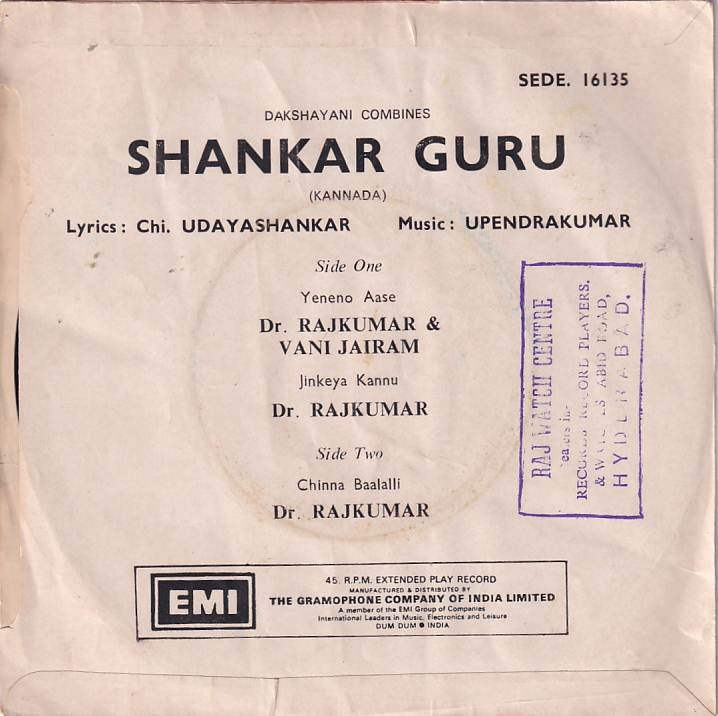 SEDE. 16135
DAKSHAYANI COMBINES
SHANKAR GURU
(KANNADA)
Lyrics: Chi. UDAYASHANKAR Music: UPENDRAKUMAR
Side One
Yeneno Aase
Dr. RAJKUMAR &
VANI JAIRAM
Jinkeya Kannu
Dr. RAJKUMAR
Side Two
Chinna Baalalli
Dr. RAJKUMAR
RAJ WATCH CENTRE
RECORDS RECORD PLAYERS.
& ABID ROAD,
HYDERABAD.
EMI
45. R.P.M. EXTENDED PLAY RECORD
MANUFACTURED & DISTRIBUTED BY
THE GRAMOPHONE COMPANY OF INDIA LIMITED
A member of the EMI Group of Companies
International Leaders in Music, Electronics and Leisure
DUM DUM ● INDIA